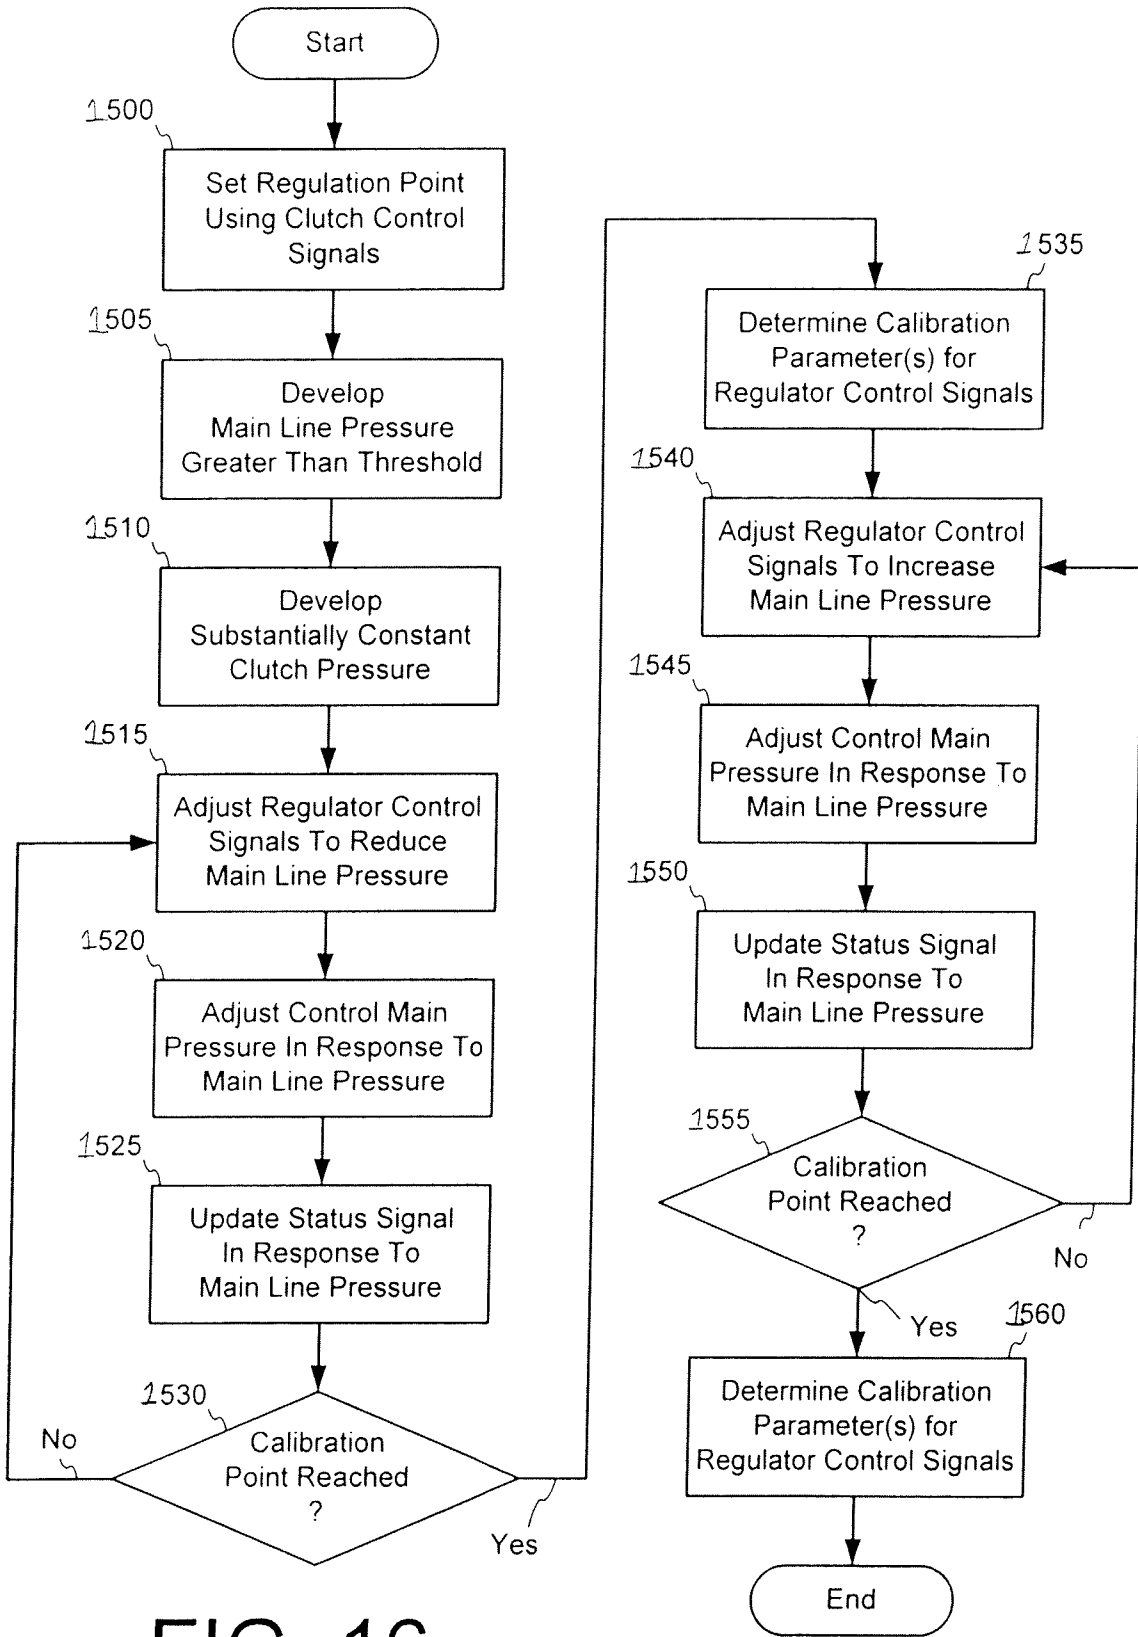 Start
1500
Set Regulation Point
Using Clutch Control
Signals
1505
Develop
Main Line Pressure
Greater Than Threshold
1510
Develop
Substantially Constant
Clutch Pressure
1515
Adjust Regulator Control
Signals To Reduce
Main Line Pressure
1520
Adjust Control Main
Pressure In Response To
Main Line Pressure
1525
Update Status Signal
In Response To
Main Line Pressure
1530
Calibration
Point Reached
?
No
Yes
1535
Determine Calibration
Parameter(s) for
Regulator Control Signals
1540
Adjust Regulator Control
Signals To Increase
Main Line Pressure
1545
Adjust Control Main
Pressure In Response To
Main Line Pressure
1550
Update Status Signal
In Response To
Main Line Pressure
1555
Calibration
Point Reached
?
No
Yes
1560
Determine Calibration
Parameter(s) for
Regulator Control Signals
End
FIG. 16